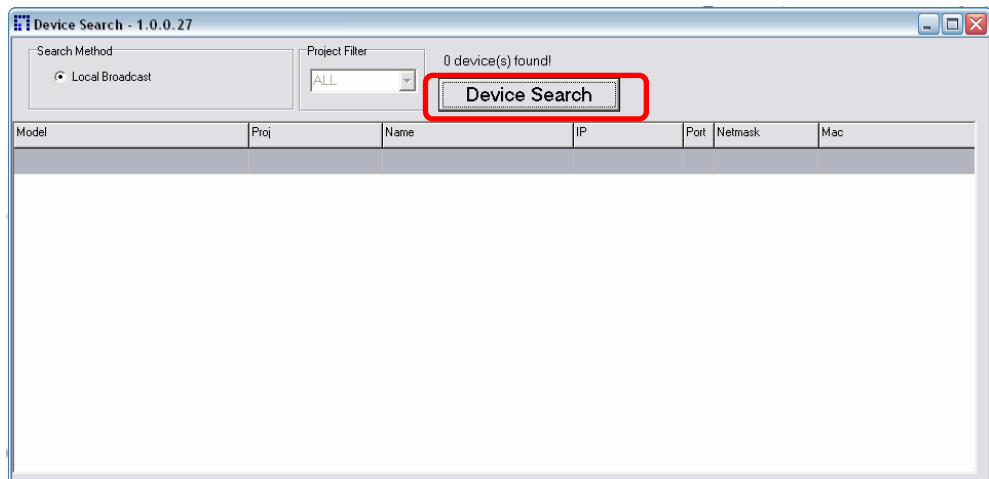 Device Search - 1.0.0.27
Search Method
Project Filter
0 device(s) found!
Local Broadcast
ALL
Device Search
Model Proj Name IP Port Netmask Mac